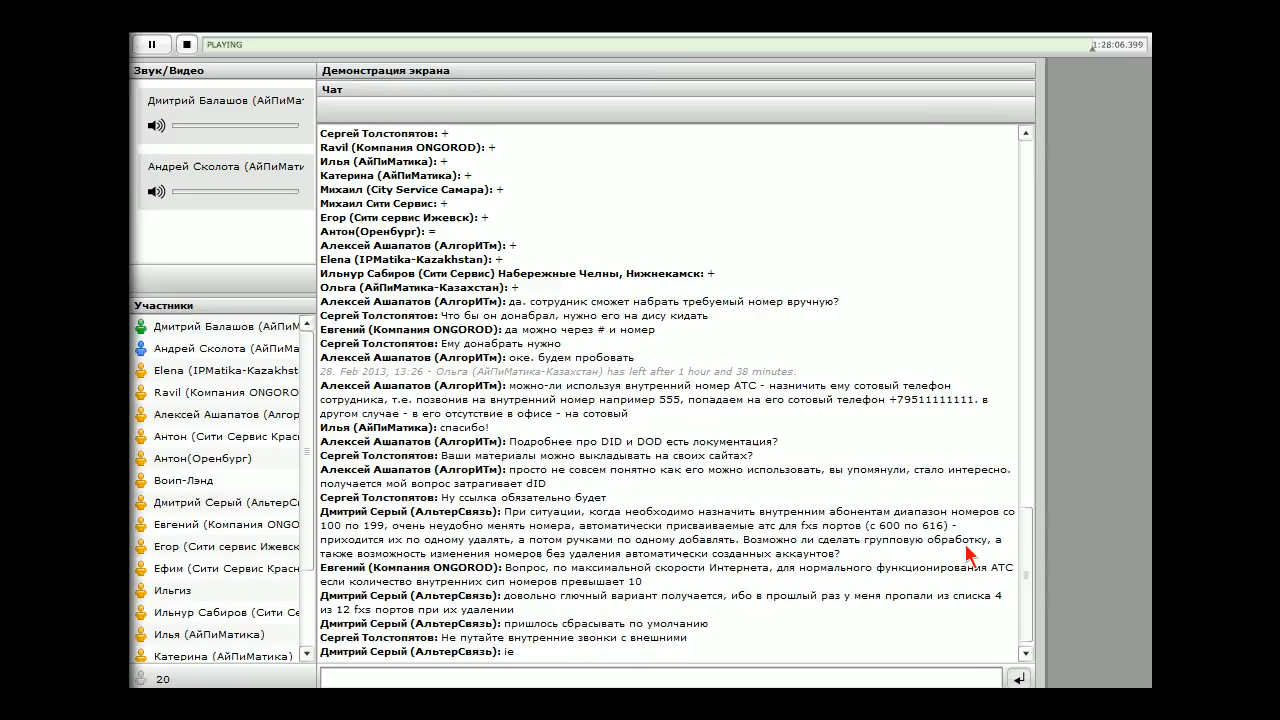 PLAYING
1:28:06.399
Звук/Видео
Демонстрация экрана
Чат
Дмитрий Балашов (АйПиМат
Андрей Сколота (АйПиМати
Сергей Толстопятов: +
Ravil (Компания ONGOROD): +
Илья (АйПиМатика): +
Катерина (АйПиМатика): +
Михаил (City Service Самара): +
Михаил Сити Сервис: +
Егор (Сити сервис Ижевск): +
Антон(Оренбург): =
Алексей Ашапатов (АлгорИТм): +
Elena (IPMatika-Kazakhstan): +
Ильнур Сабиров (Сити Сервис) Набережные Челны, Нижнекамск: +
Ольга (АйПиМатика-Казахстан): +
Алексей Ашапатов (АлгорИТм): да. сотрудник сможет набрать требуемый номер вручную?
Сергей Толстопятов: Что бы он донабрал, нужно его на дису кидать
Евгений (Компания ONGOROD): да можно через # и номер
Сергей Толстопятов: Ему донабрать нужно
Алексей Ашапатов (АлгорИТм): оке. будем пробовать
28. Feb 2013, 13:26 - Ольга (АйПиМатика-Казахстан) has left after 1 hour and 38 minutes.
Алексей Ашапатов (АлгорИТм): можно-ли используя внутренний номер АТС - назничить ему сотовый телефон
сотрудника, т.е. позвонив на внутренний номер например 555, попадаем на его сотовый телефон +79511111111. в
другом случае - в его отсутствие в офисе - на сотовый
Илья (АйПиМатика): спасибо!
Алексей Ашапатов (АлгорИТм): Подробнее про DID и DOD есть локументация?
Сергей Толстопятов: Ваши материалы можно выкладывать на своих сайтах?
Алексей Ашапатов (АлгорИТм): просто не совсем понятно как его можно использовать, вы упомянули, стало интересно.
получается мой вопрос затрагивает dID
Сергей Толстопятов: Ну ссылка обязательно будет
Дмитрий Серый (АльтерСвязь): При ситуации, когда необходимо назначить внутренним абонентам диапазон номеров со
100 по 199, очень неудобно менять номера, автоматически присваиваемые атс для fxs портов (с 600 по 616) -
приходится их по одному удалять, а потом ручками по одному добавлять. Возможно ли сделать групповую обработку, а
также возможность изменения номеров без удаления автоматически созданных аккаунтов?
Евгений (Компания ONGOROD): Вопрос, по максимальной скорости Интернета, для нормального функционирования АТС
если количество внутренних сип номеров превышает 10
Дмитрий Серый (АльтерСвязь): довольно глючный вариант получается, ибо в прошлый раз у меня пропали из списка 4
из 12 fxs портов при их удалении
Дмитрий Серый (АльтерСвязь): пришлось сбрасывать по умолчанию
Сергей Толстопятов: Не путайте внутренние звонки с внешними
Дмитрий Серый (АльтерСвязь): ie
Участники
Дмитрий Балашов (АйПиМ
Андрей Сколота (АйПиМа
Elena (IPMatika-Kazakhst
Ravil (Компания ONGORO
Алексей Ашапатов (Алгор
Антон (Сити Сервис Крас
Антон(Оренбург)
Воип-Лэнд
Дмитрий Серый (АльтерС
Евгений (Компания ONGO
Егор (Сити сервис Ижевск
Ефим (Сити Сервис Крас
Ильгиз
Ильнур Сабиров (Сити Се
Илья (АйПиМатика)
Катерина (АйПиМатика)
20